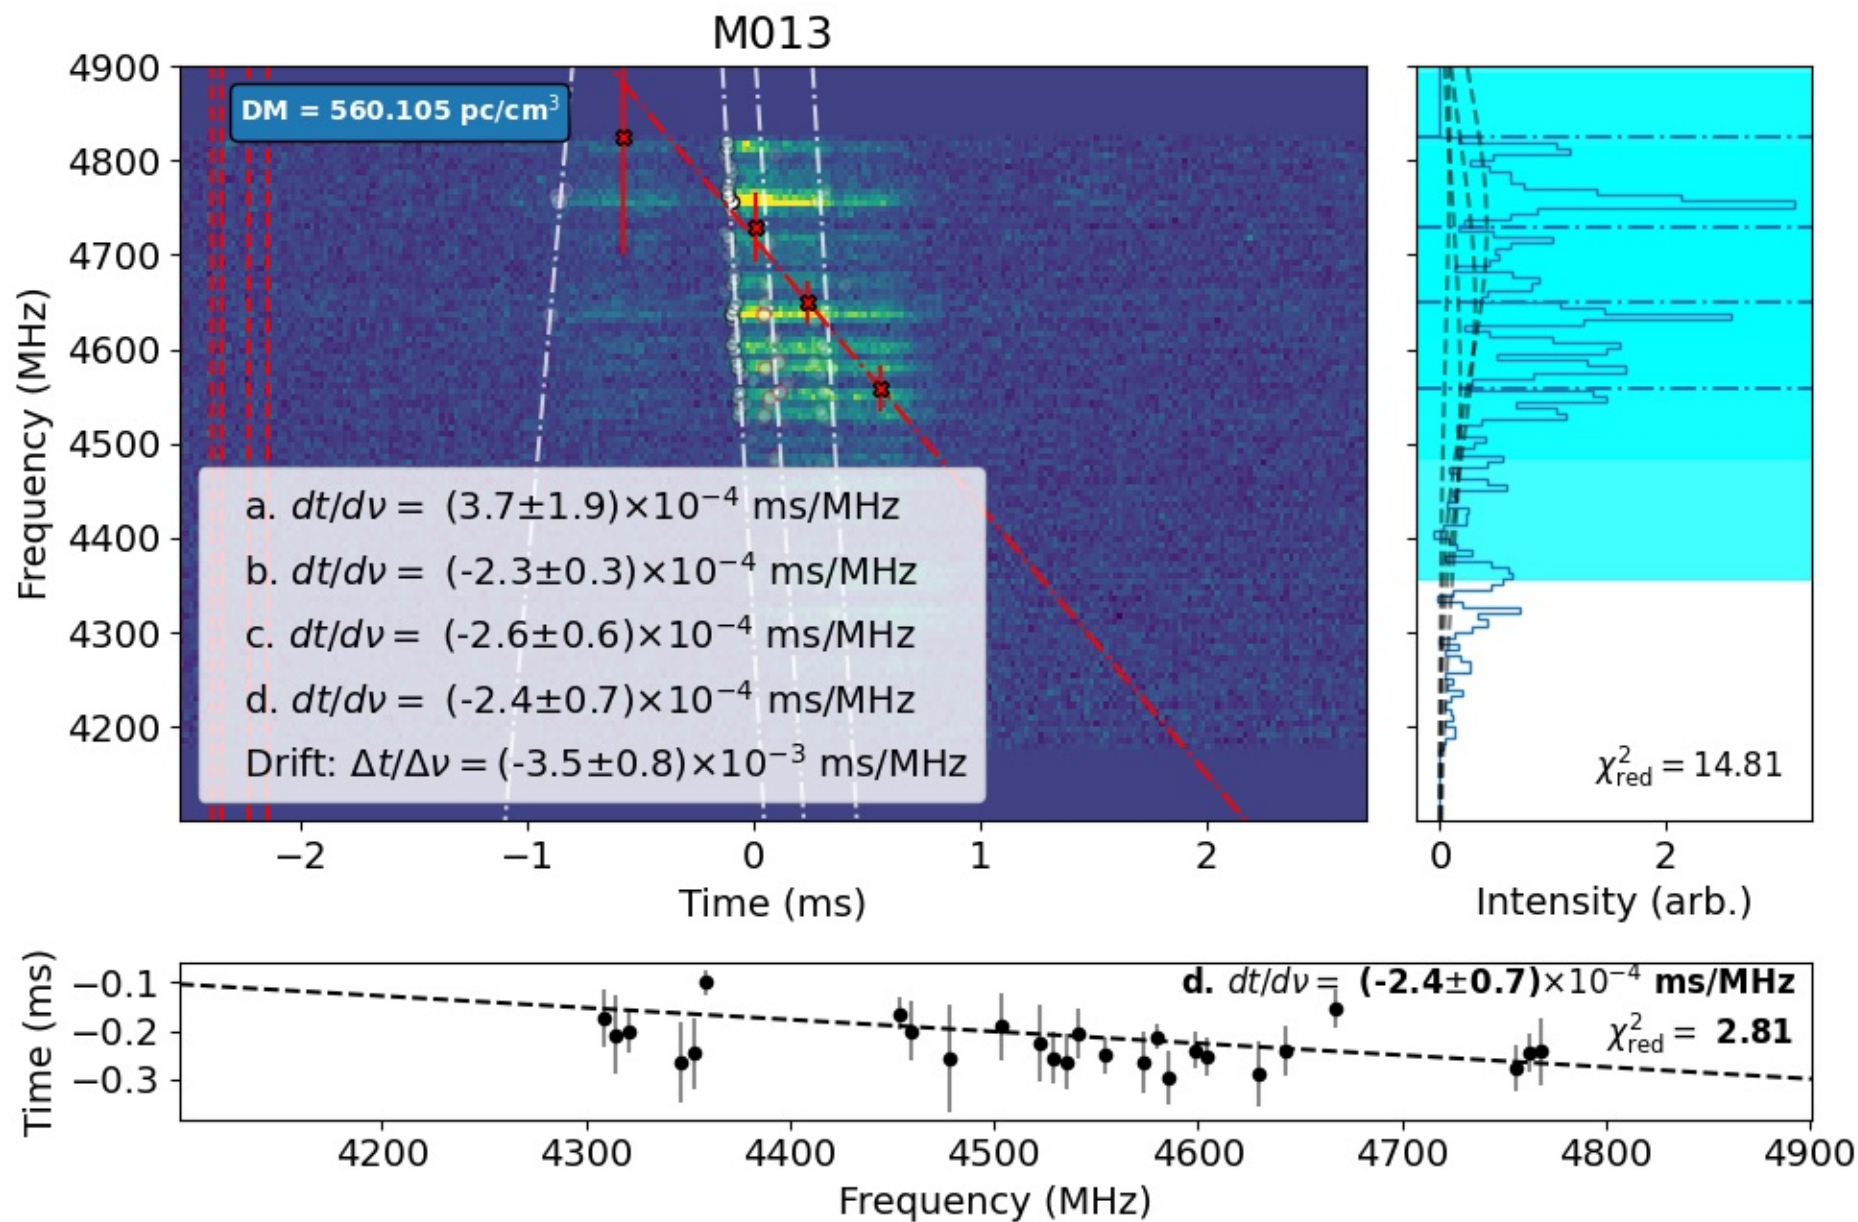 M013
DM = 560.105 pc/cm³
Frequency (MHz)
4900
4800
4700
4600
4500
4400
4300
4200
a. dt/dν = (3.7±1.9)×10⁻⁴ ms/MHz
b. dt/dν = (-2.3±0.3)×10⁻⁴ ms/MHz
c. dt/dν = (-2.6±0.6)×10⁻⁴ ms/MHz
d. dt/dν = (-2.4±0.7)×10⁻⁴ ms/MHz
Drift: Δt/Δν = (-3.5±0.8)×10⁻³ ms/MHz
−2 −1 0 1 2
Time (ms)
χ²red = 14.81
0 2
Intensity (arb.)
Time (ms)
−0.1
−0.2
−0.3
d. dt/dν = (-2.4±0.7)×10⁻⁴ ms/MHz
χ²red = 2.81
4200 4300 4400 4500 4600 4700 4800 4900
Frequency (MHz)